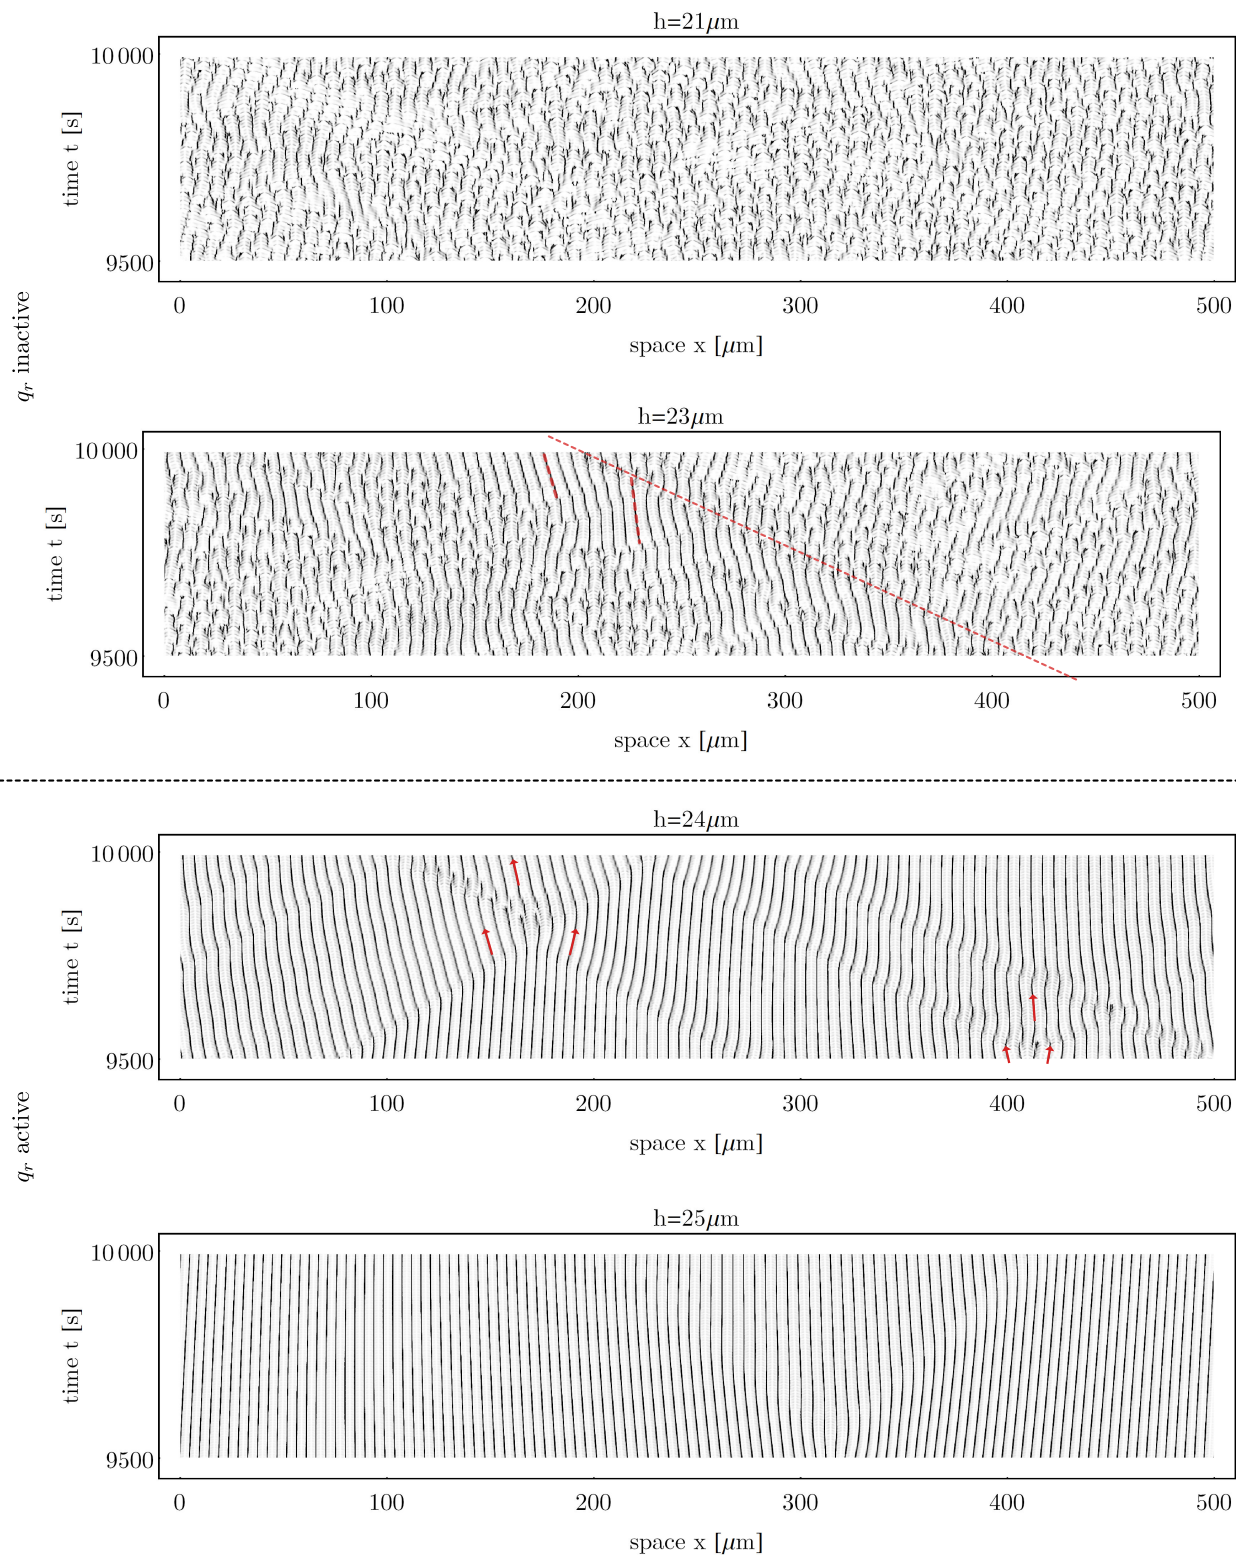 h=21μm
10 000
time t [s]
9500
0 100 200 300 400 500
space x [μm]
q_r inactive
h=23μm
10 000
time t [s]
9500
0 100 200 300 400 500
space x [μm]
h=24μm
10 000
time t [s]
9500
0 100 200 300 400 500
space x [μm]
q_r active
h=25μm
10 000
time t [s]
9500
0 100 200 300 400 500
space x [μm]